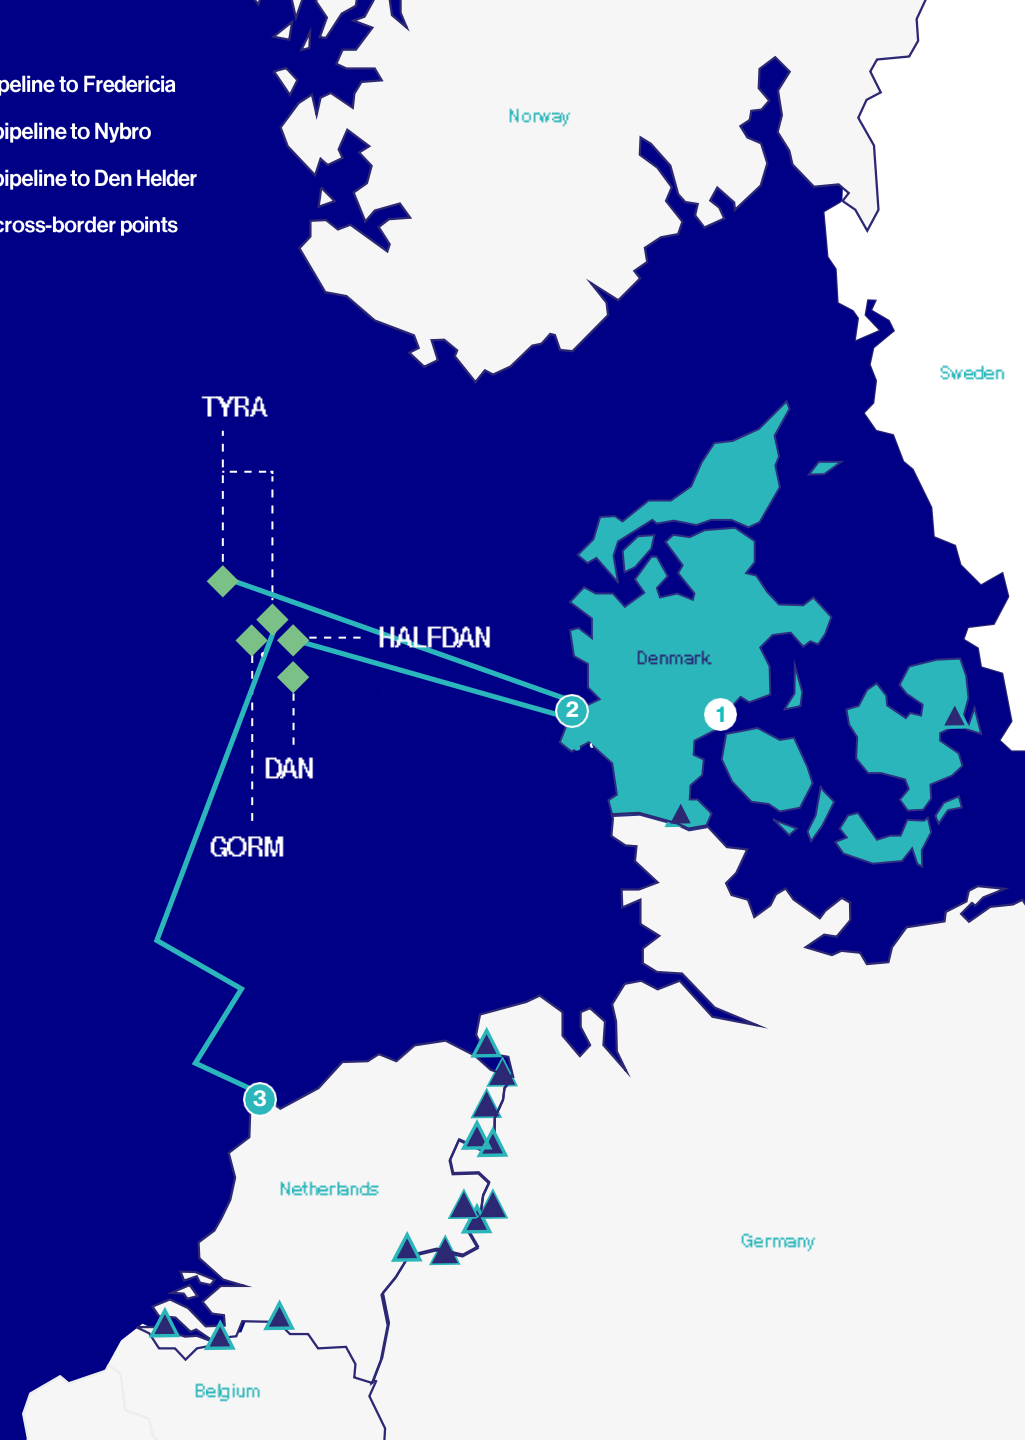 peline to Fredericia
Norway
pipeline to Nybro
pipeline to Den Helder
cross-border points
Sweden
TYRA
HALFDAN
Denmark
2
1
DAN
GORM
3
Netherlands
Germany
Belgium